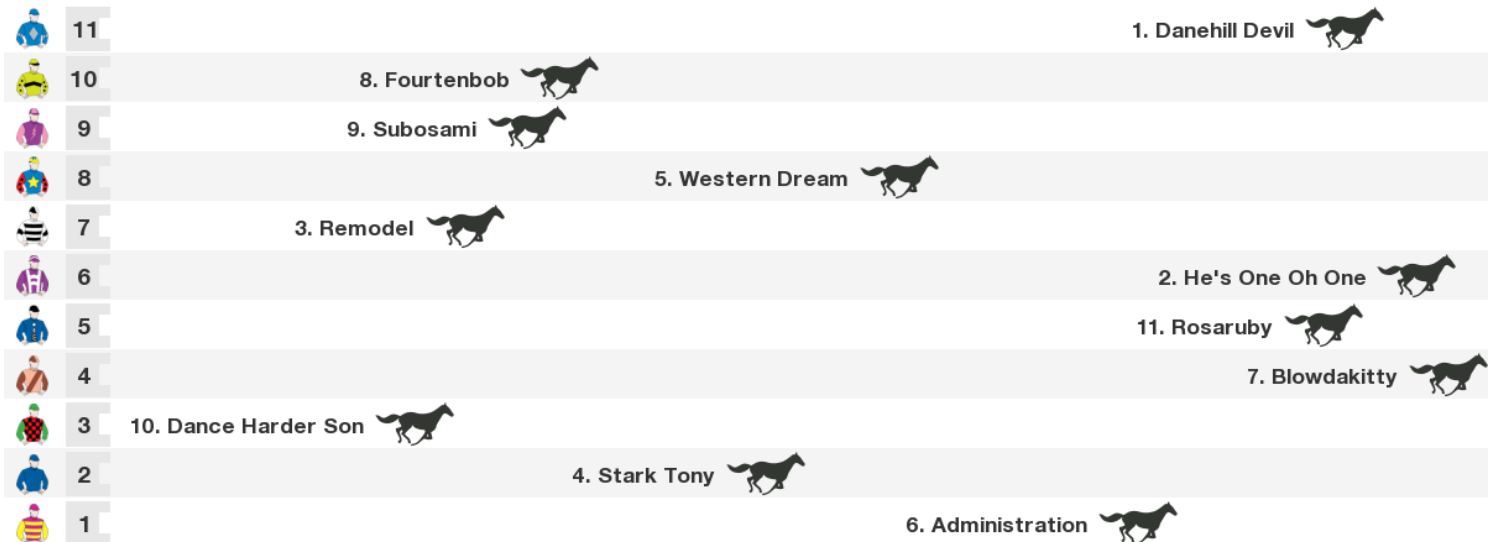 11 1. Danehill Devil
10 8. Fourtenbob
9 9. Subosami
8 5. Western Dream
7 3. Remodel
6 2. He's One Oh One
5 11. Rosaruby
4 7. Blowdakitty
3 10. Dance Harder Son
2 4. Stark Tony
1 6. Administration